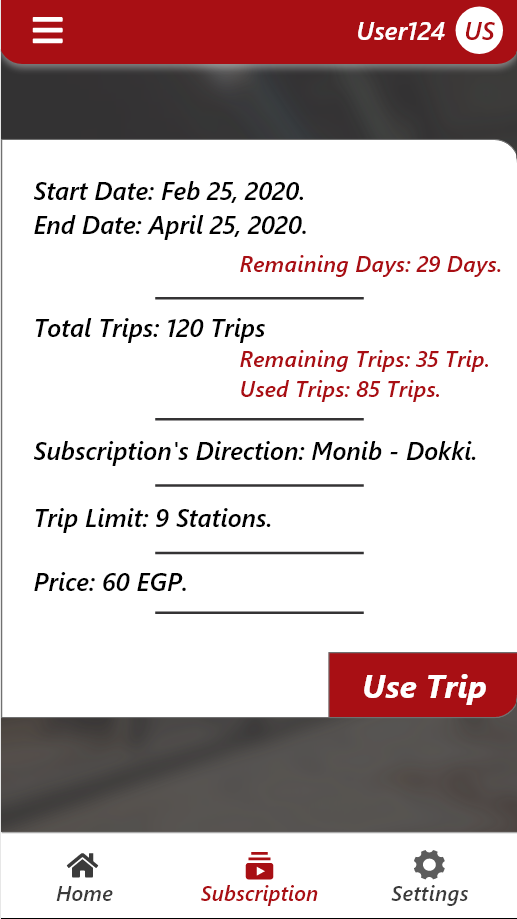 User124 US
Start Date: Feb 25, 2020.
End Date: April 25, 2020.
Remaining Days: 29 Days.
Total Trips: 120 Trips
Remaining Trips: 35 Trip.
Used Trips: 85 Trips.
Subscription's Direction: Monib - Dokki.
Trip Limit: 9 Stations.
Price: 60 EGP.
Use Trip
Home Subscription Settings